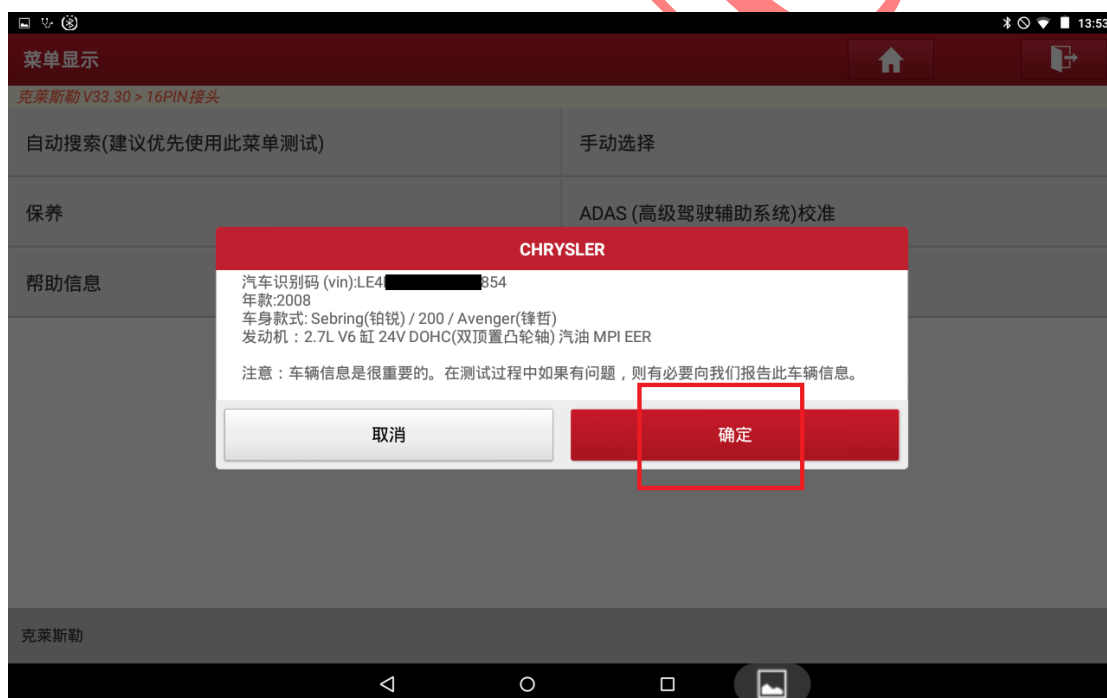 13:53
菜单显示
克莱斯勒 V33.30 > 16PIN接头
自动搜索(建议优先使用此菜单测试)
手动选择
保养
ADAS (高级驾驶辅助系统)校准
帮助信息
CHRYSLER
汽车识别码 (vin):LE4 854
年款:2008
车身款式: Sebring(铂锐) / 200 / Avenger(锋哲)
发动机：2.7L V6 缸 24V DOHC(双顶置凸轮轴) 汽油 MPI EER
注意：车辆信息是很重要的。在测试过程中如果有问题，则有必要向我们报告此车辆信息。
取消
确定
克莱斯勒